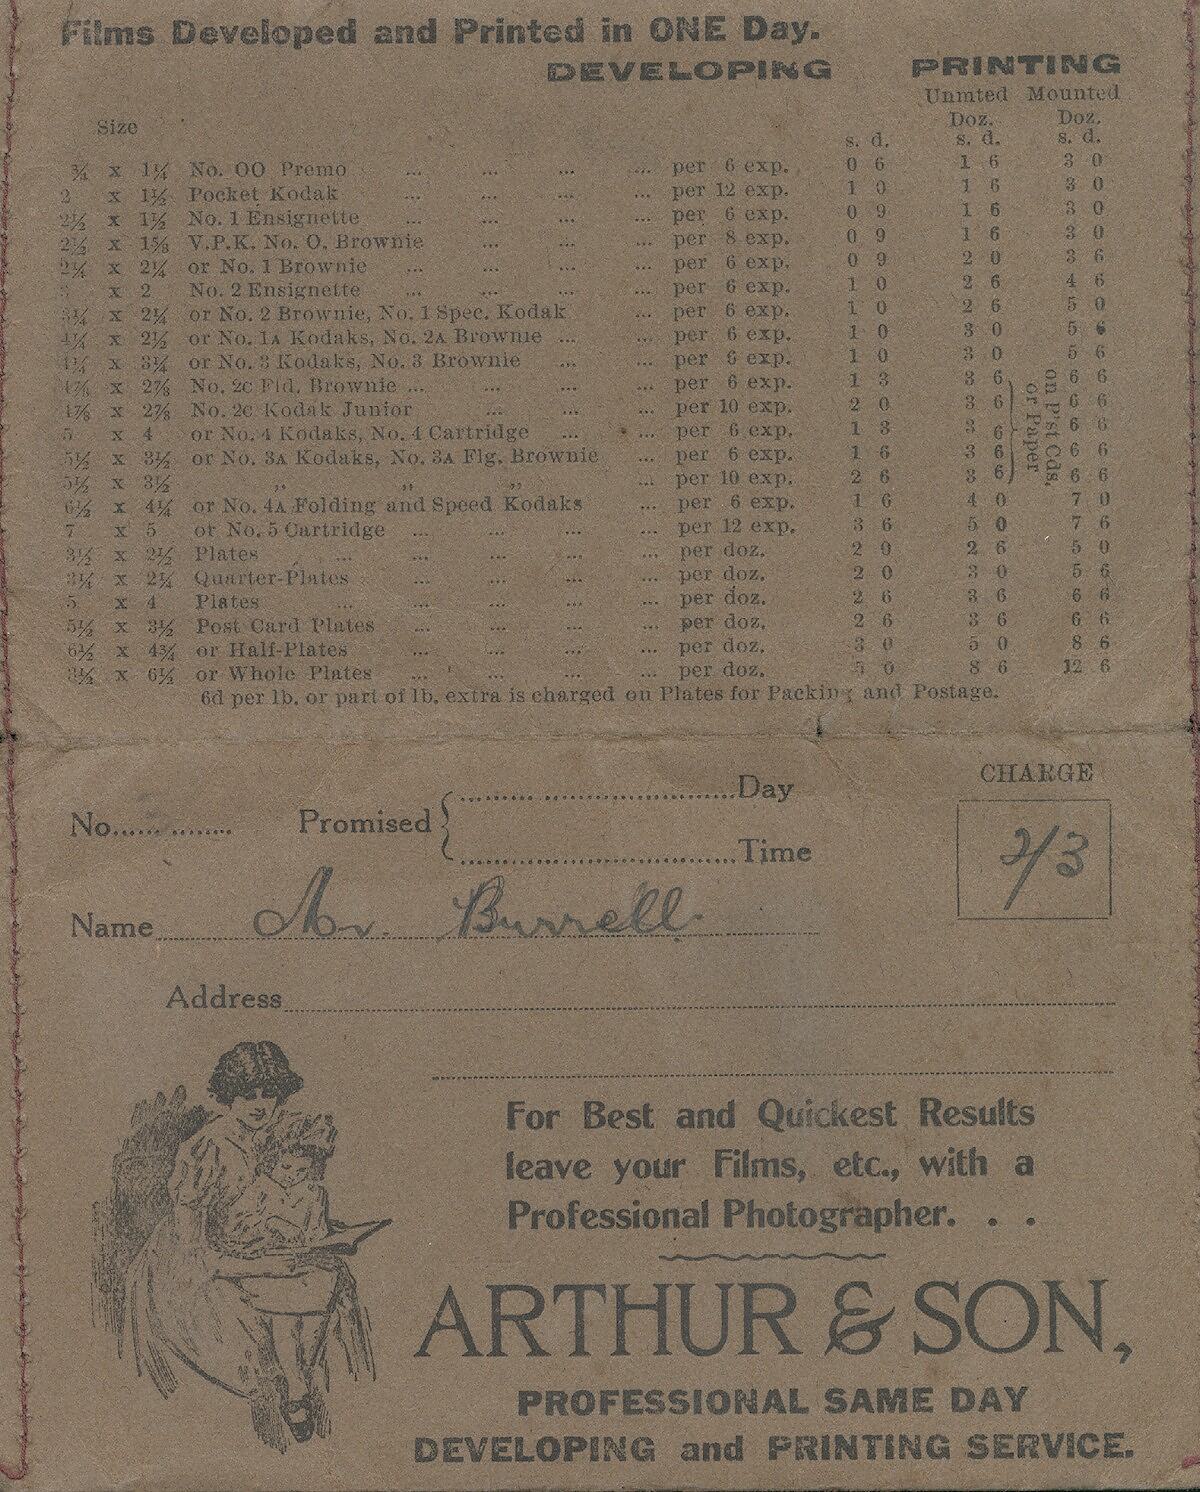 Films Developed and Printed in ONE Day.
DEVELOPING PRINTING
Unmted Mounted
Size Doz. Doz.
s. d. s. d. s. d.
¾ x 1¼ No. OO Premo ... ... ... ... per 6 exp. 0 6 1 6 3 0
2 x 1½ Pocket Kodak ... ... ... ... per 12 exp. 1 0 1 6 3 0
2½ x 1½ No. 1 Ensignette ... ... ... ... per 6 exp. 0 9 1 6 3 0
2½ x 1⅝ V.P.K. No. O. Brownie ... ... ... per 8 exp. 0 9 1 6 3 0
2¼ x 2¼ or No. 1 Brownie ... ... ... ... per 6 exp. 0 9 2 0 3 6
3 x 2 No. 2 Ensignette ... ... ... ... per 6 exp. 1 0 2 6 4 6
3¼ x 2¼ or No. 2 Brownie, No. 1 Spec. Kodak ... per 6 exp. 1 0 2 6 5 0
4¼ x 2½ or No. 1A Kodaks, No. 2A Brownie ... ... per 6 exp. 1 0 3 0 5 6
4¼ x 3¼ or No. 3 Kodaks, No. 3 Brownie ... ... per 6 exp. 1 0 3 0 5 6
4⅞ x 2⅞ No. 2c Fld. Brownie ... ... ... ... per 6 exp. 1 3 3 6 6 6
4⅞ x 2⅞ No. 2c Kodak Junior ... ... ... per 10 exp. 2 0 3 6 6 6
5 x 4 or No. 4 Kodaks, No. 4 Cartridge ... ... per 6 exp. 1 3 3 6 6 6
5½ x 3½ or No. 3A Kodaks, No. 3A Flg. Brownie ... per 6 exp. 1 6 3 6 6 6
5½ x 3½ ,, ,, ,, ... per 10 exp. 2 6 3 6 6 6
on P'st Cds.
or Paper
6½ x 4¼ or No. 4A Folding and Speed Kodaks ... per 6 exp. 1 6 4 0 7 0
7 x 5 or No. 5 Cartridge ... ... ... ... per 12 exp. 3 6 5 0 7 6
3½ x 2½ Plates ... ... ... ... per doz. 2 0 2 6 5 0
3¼ x 2¼ Quarter-Plates ... ... ... ... per doz. 2 0 3 0 5 6
5 x 4 Plates ... ... ... ... per doz. 2 6 3 6 6 6
5½ x 3½ Post Card Plates ... ... ... ... per doz. 2 6 3 6 6 6
6½ x 4¾ or Half-Plates ... ... ... ... per doz. 3 0 5 0 8 6
8½ x 6½ or Whole Plates ... ... ... ... per doz. 5 0 8 6 12 6
6d per lb. or part of lb. extra is charged on Plates for Packing and Postage.
CHARGE
No. Promised Day
Time
2/3
Name Mr. Burrell.
Address
For Best and Quickest Results
leave your Films, etc., with a
Professional Photographer. . .
ARTHUR & SON,
PROFESSIONAL SAME DAY
DEVELOPING and PRINTING SERVICE.